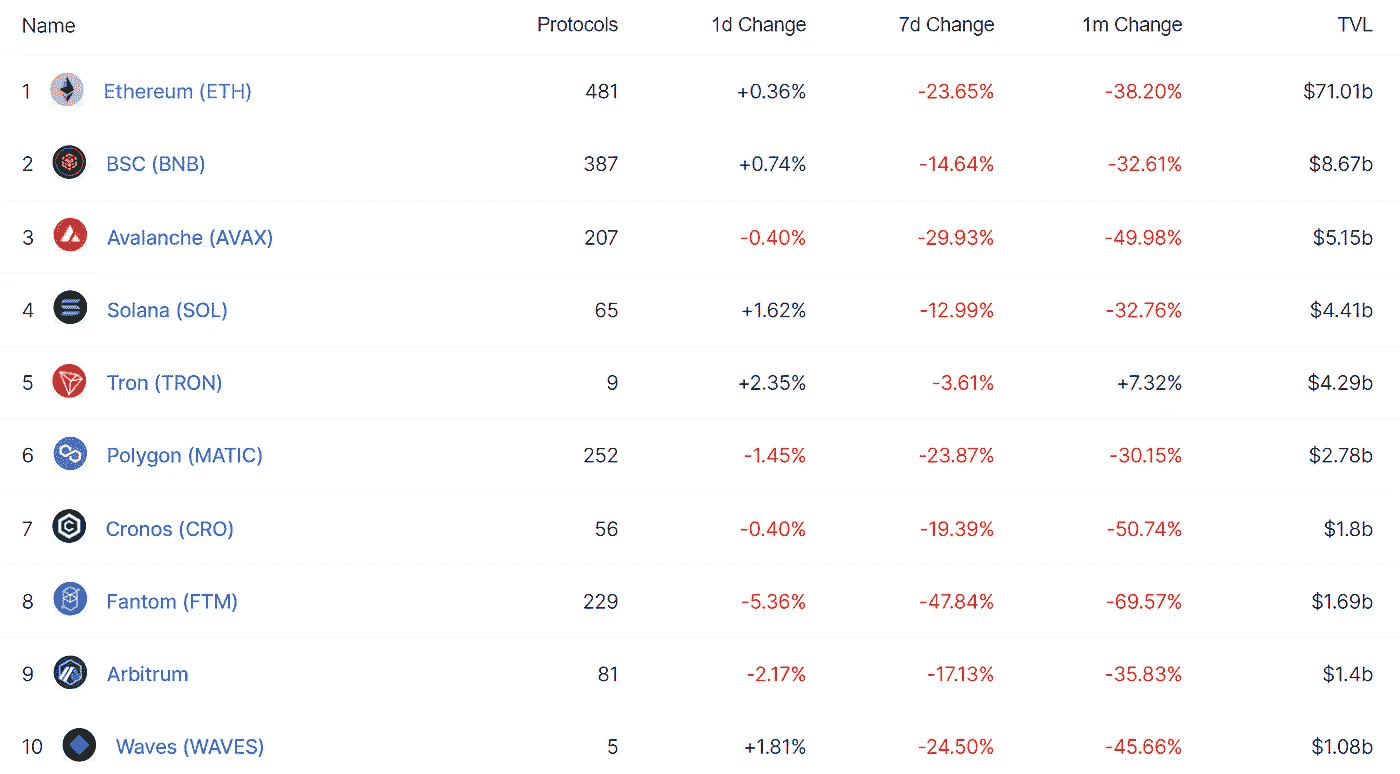 Name Protocols 1d Change 7d Change 1m Change TVL
1 Ethereum (ETH) 481 +0.36% -23.65% -38.20% $71.01b
2 BSC (BNB) 387 +0.74% -14.64% -32.61% $8.67b
3 Avalanche (AVAX) 207 -0.40% -29.93% -49.98% $5.15b
4 Solana (SOL) 65 +1.62% -12.99% -32.76% $4.41b
5 Tron (TRON) 9 +2.35% -3.61% +7.32% $4.29b
6 Polygon (MATIC) 252 -1.45% -23.87% -30.15% $2.78b
7 Cronos (CRO) 56 -0.40% -19.39% -50.74% $1.8b
8 Fantom (FTM) 229 -5.36% -47.84% -69.57% $1.69b
9 Arbitrum 81 -2.17% -17.13% -35.83% $1.4b
10 Waves (WAVES) 5 +1.81% -24.50% -45.66% $1.08b